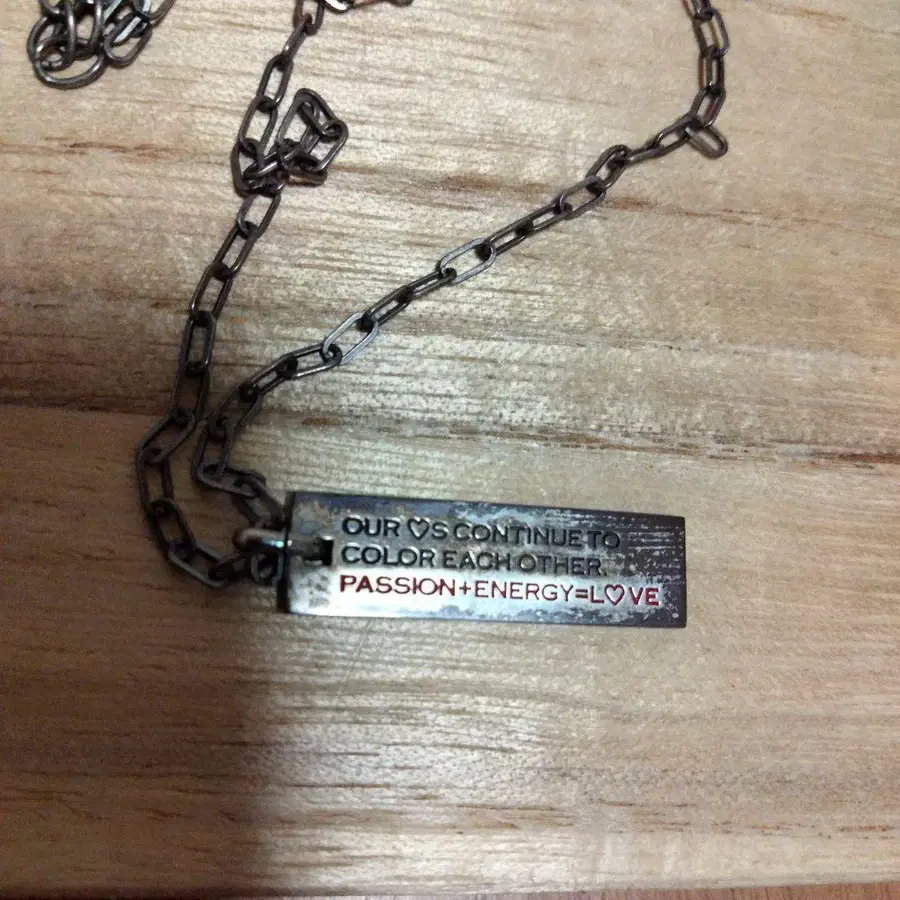 OUR ♡S CONTINUE TO
COLOR EACH OTHER.
PASSION+ENERGY=L♡VE